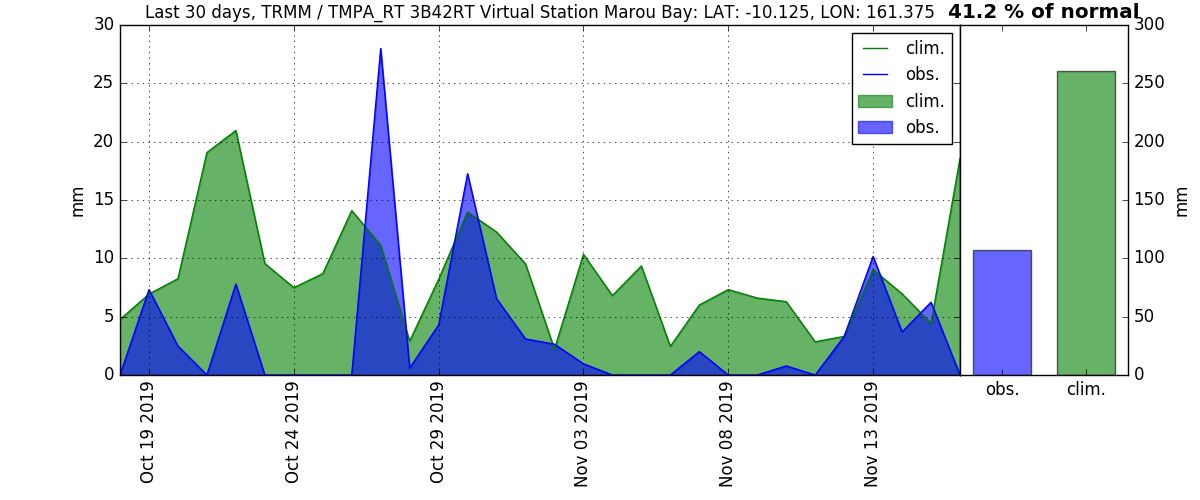 Last 30 days, TRMM / TMPA_RT 3B42RT Virtual Station Marou Bay: LAT: -10.125, LON: 161.375 41.2 % of normal
clim.
obs.
clim.
obs.
30
25
20
15
10
5
0
mm
300
250
200
150
100
50
0
mm
Oct 19 2019
Oct 24 2019
Oct 29 2019
Nov 03 2019
Nov 08 2019
Nov 13 2019
obs. clim.